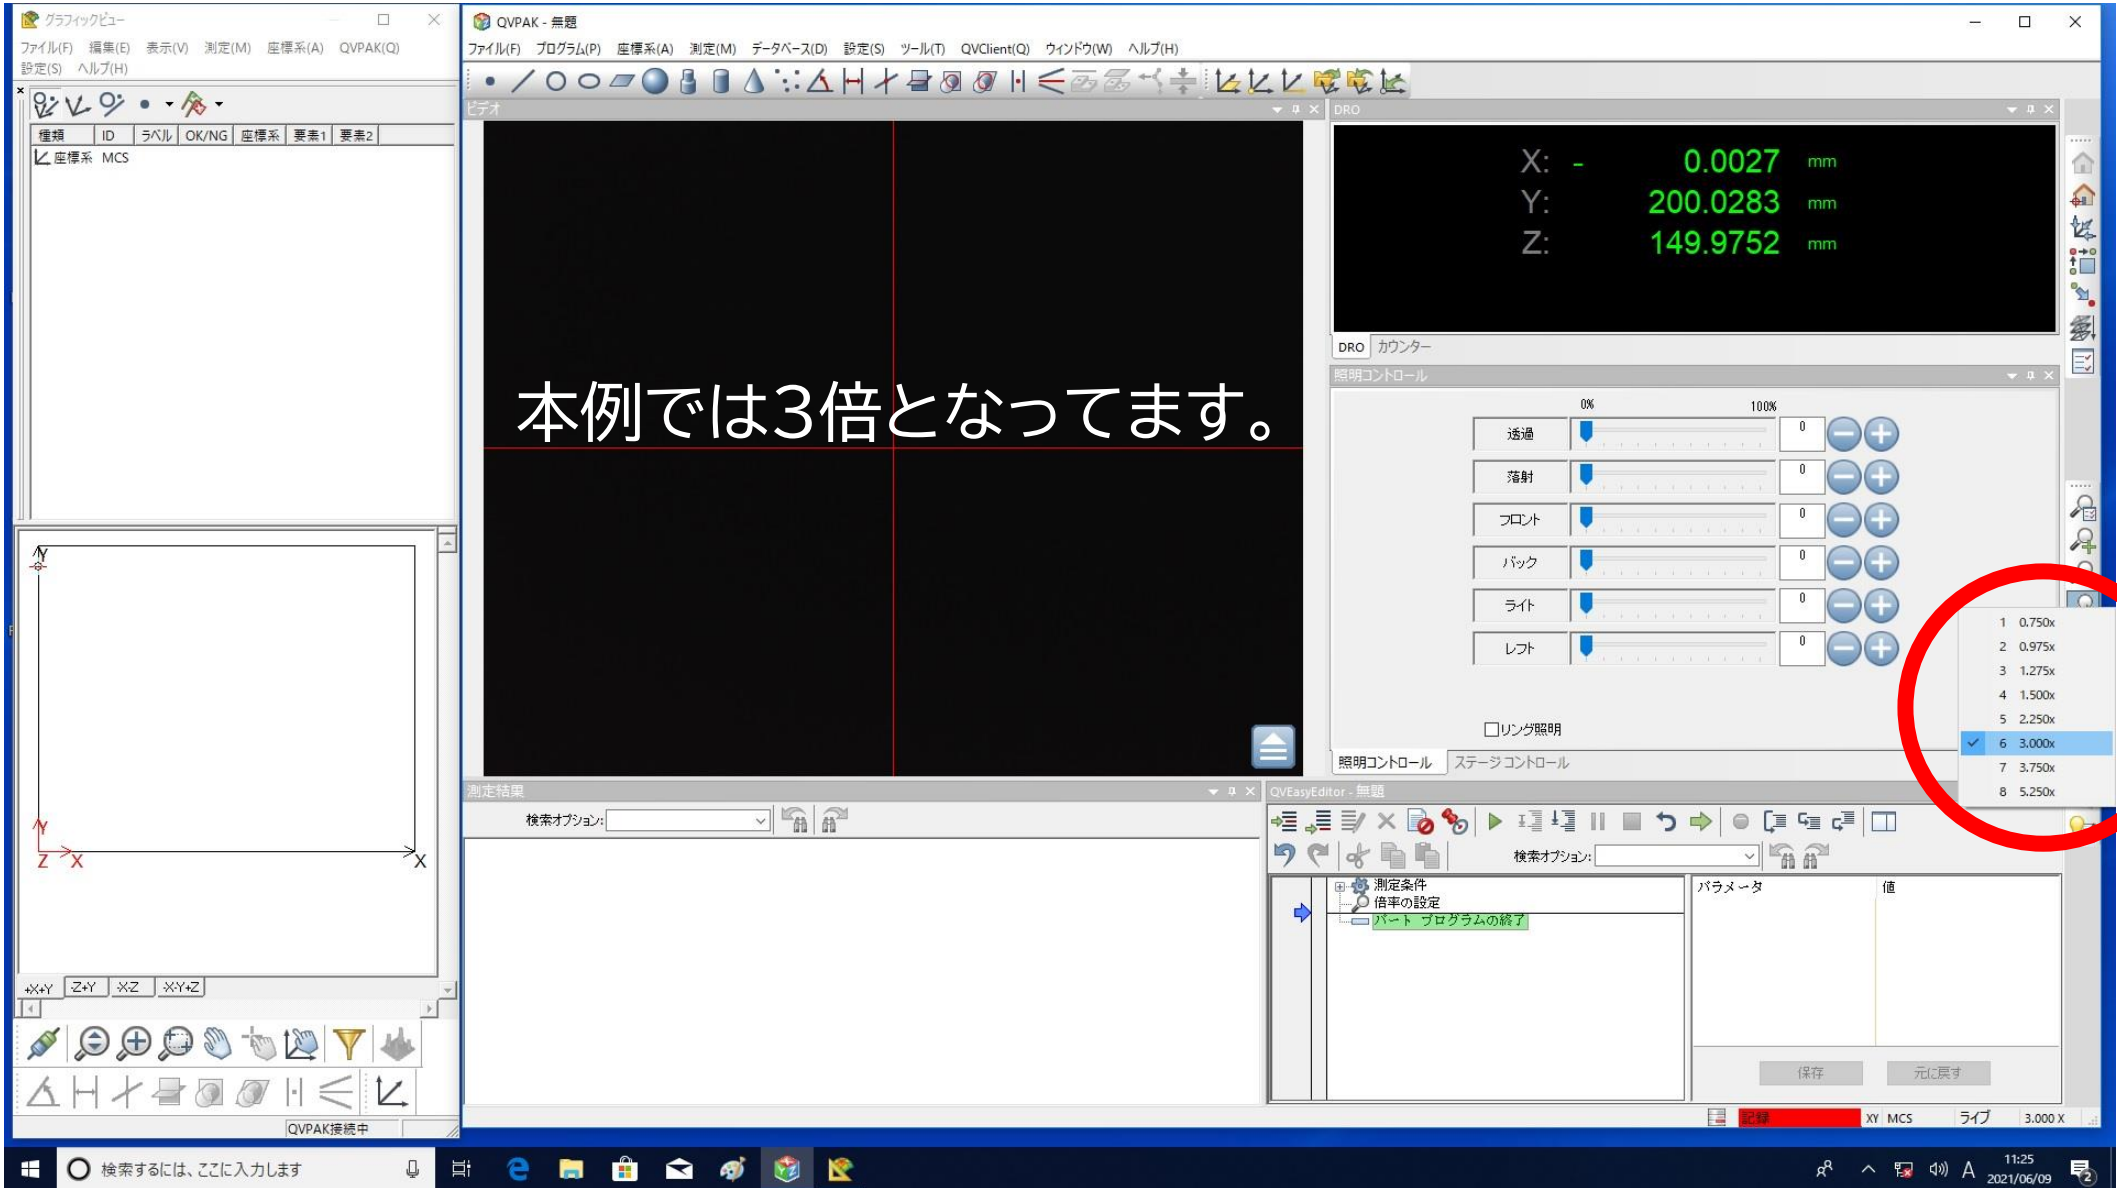 グラフィックビュー
ファイル(F) 編集(E) 表示(V) 測定(M) 座標系(A) QVPAK(Q)
設定(S) ヘルプ(H)
種類 ID ラベル OK/NG 座標系 要素1 要素2
座標系 MCS
Y
Y
Z X
X
+X+Y -Z+Y -X-Z -X-Y+Z
QVPAK接続中
QVPAK - 無題
ファイル(F) プログラム(P) 座標系(A) 測定(M) データベース(D) 設定(S) ツール(T) QVClient(Q) ウィンドウ(W) ヘルプ(H)
ビデオ
本例では3倍となってます。
DRO
X: - 0.0027 mm
Y: 200.0283 mm
Z: 149.9752 mm
DRO カウンター
照明コントロール
0% 100%
透過 0
落射 0
フロント 0
バック 0
ライト 0
レフト 0
リング照明
照明コントロール ステージ コントロール
1 0.750x
2 0.975x
3 1.275x
4 1.500x
5 2.250x
6 3.000x
7 3.750x
8 5.250x
測定結果
検索オプション:
QVEasyEditor - 無題
検索オプション:
測定条件
倍率の設定
パート プログラムの終了
パラメータ 値
保存 元に戻す
記録 XY MCS ライブ 3.000 X
検索するには、ここに入力します
A
11:25
2021/06/09
2